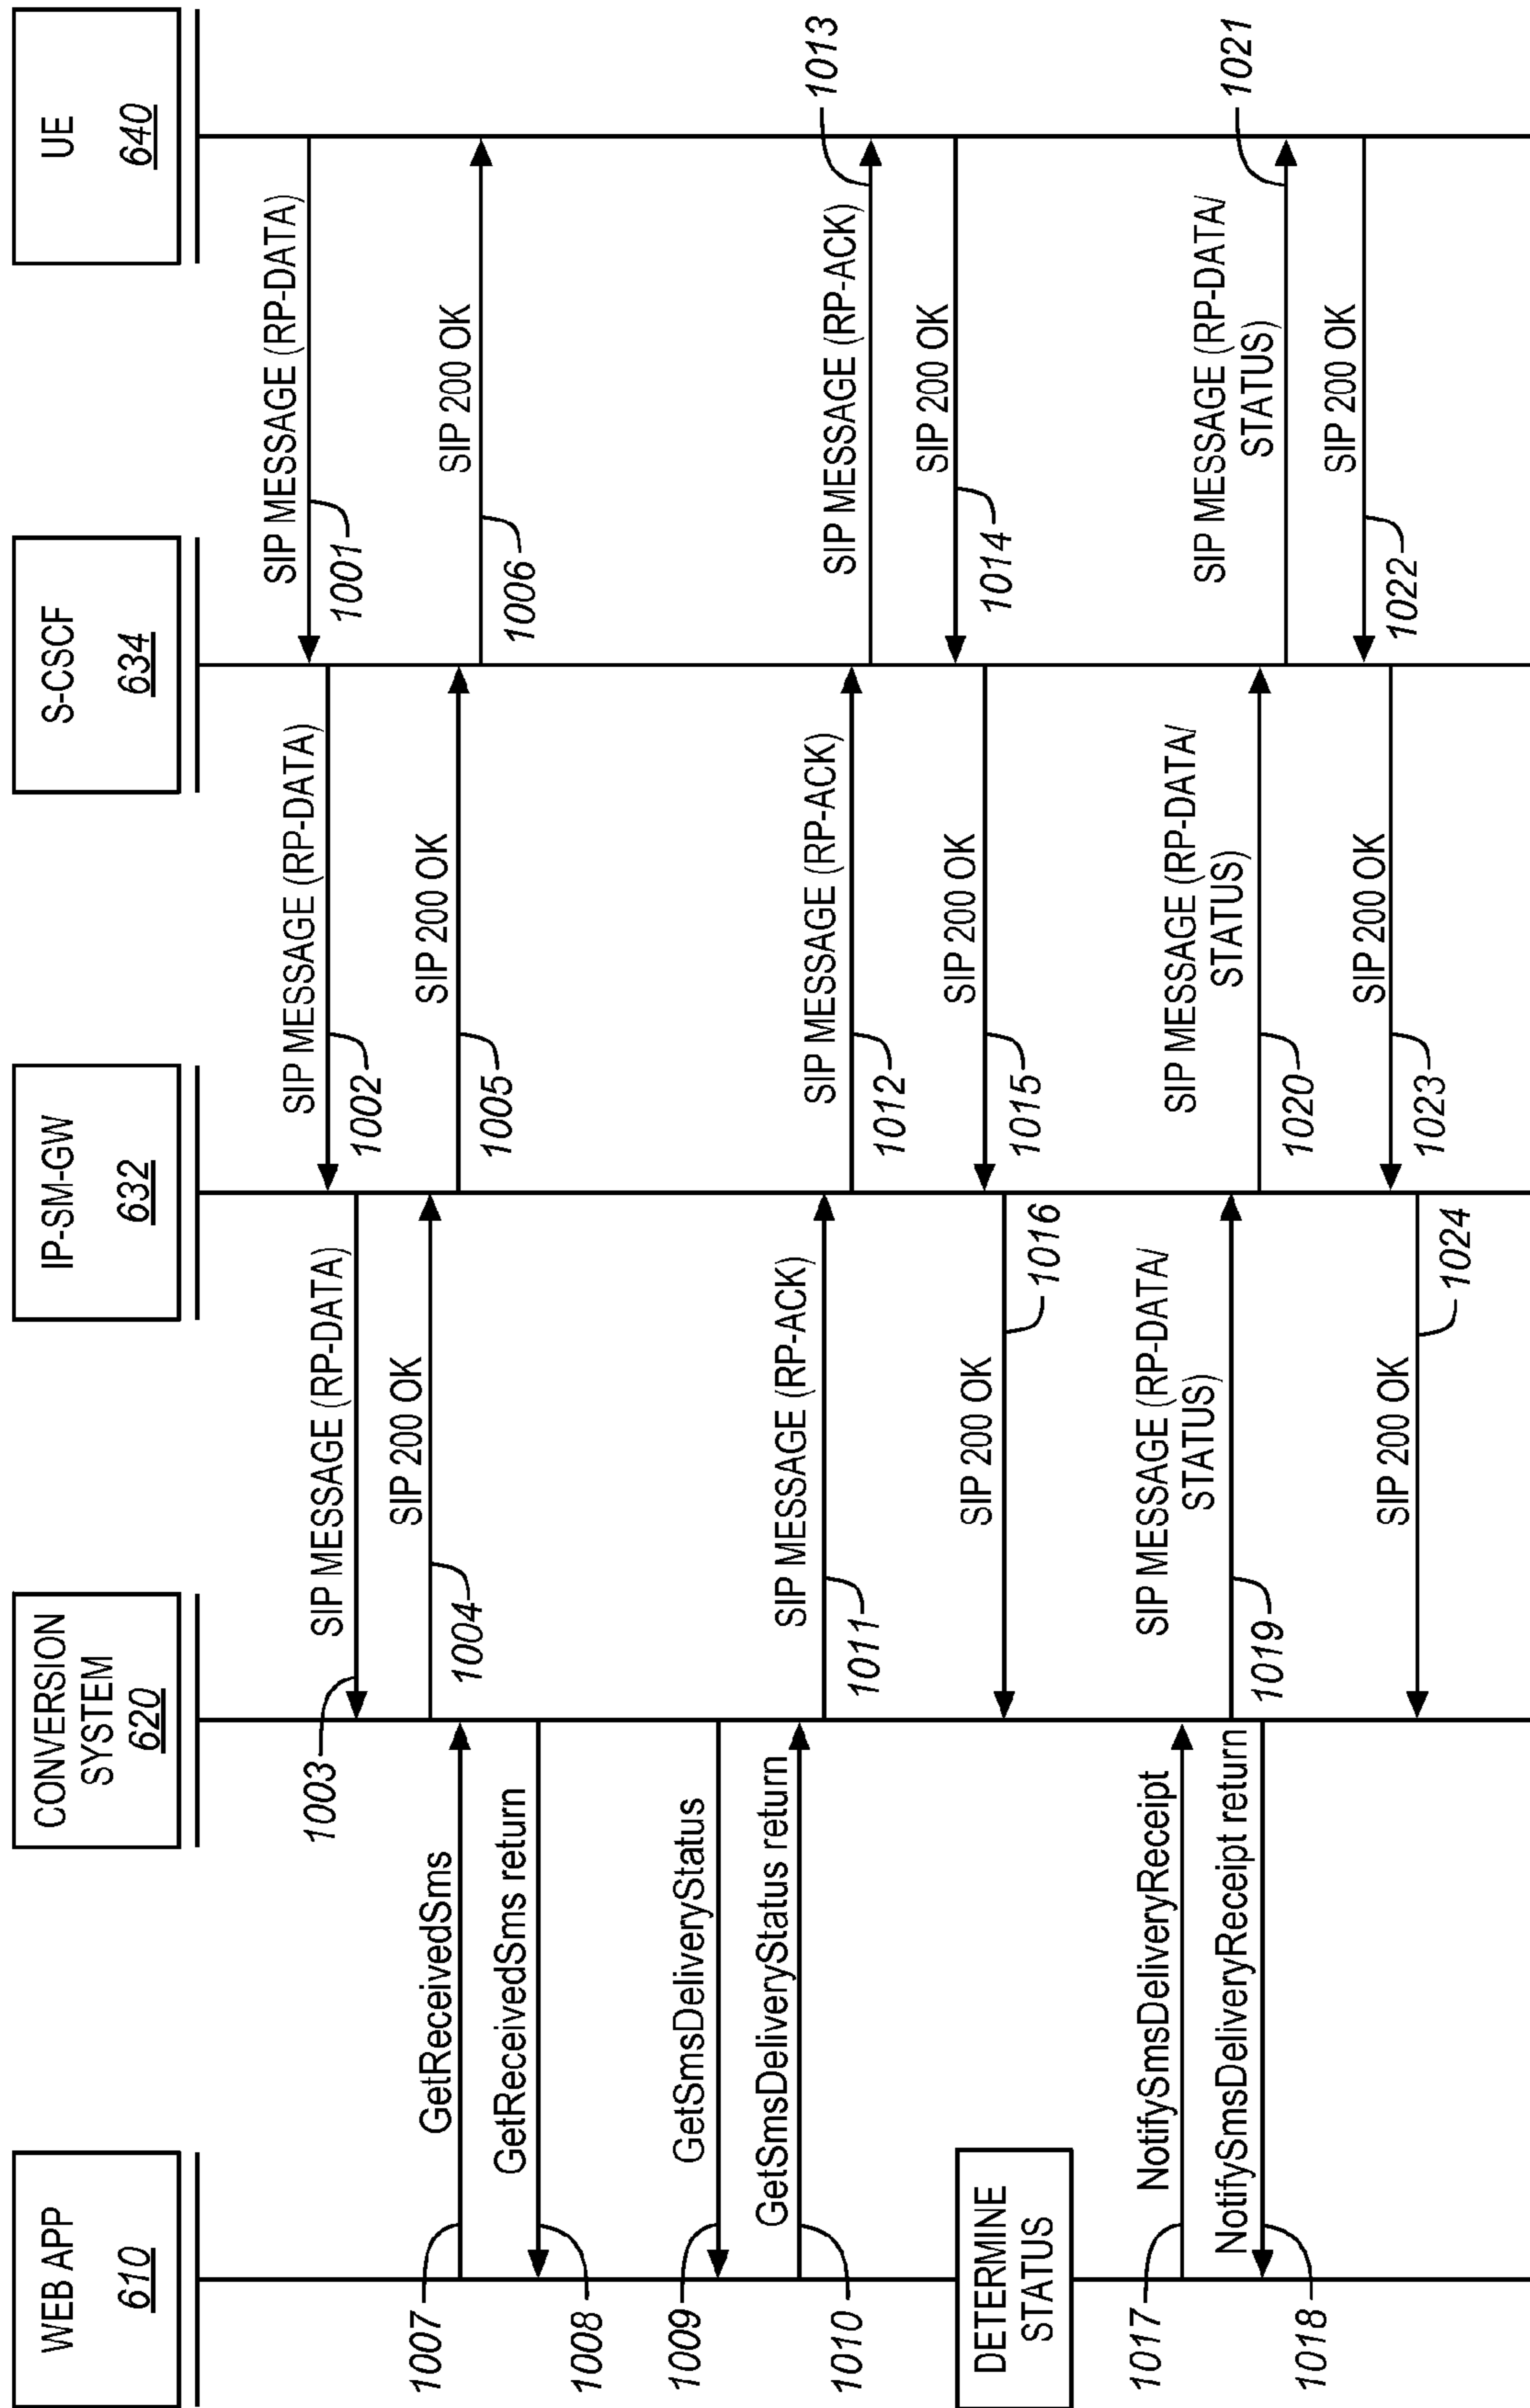 WEB APP
610
CONVERSION
SYSTEM
620
IP-SM-GW
632
S-CSCF
634
UE
640
SIP MESSAGE (RP-DATA)
1001
SIP MESSAGE (RP-DATA)
1002
SIP MESSAGE (RP-DATA)
1003
SIP 200 OK
1004
SIP 200 OK
1005
SIP 200 OK
1006
GetReceivedSms
1007
GetReceivedSms return
1008
GetSmsDeliveryStatus
1009
GetSmsDeliveryStatus return
1010
SIP MESSAGE (RP-ACK)
1011
SIP MESSAGE (RP-ACK)
1012
SIP MESSAGE (RP-ACK)
1013
SIP 200 OK
1014
SIP 200 OK
1015
SIP 200 OK
1016
DETERMINE
STATUS
NotifySmsDeliveryReceipt
1017
NotifySmsDeliveryReceipt return
1018
SIP MESSAGE (RP-DATA/
STATUS)
1019
SIP MESSAGE (RP-DATA/
STATUS)
1020
SIP MESSAGE (RP-DATA/
STATUS)
1021
SIP 200 OK
1022
SIP 200 OK
1023
SIP 200 OK
1024